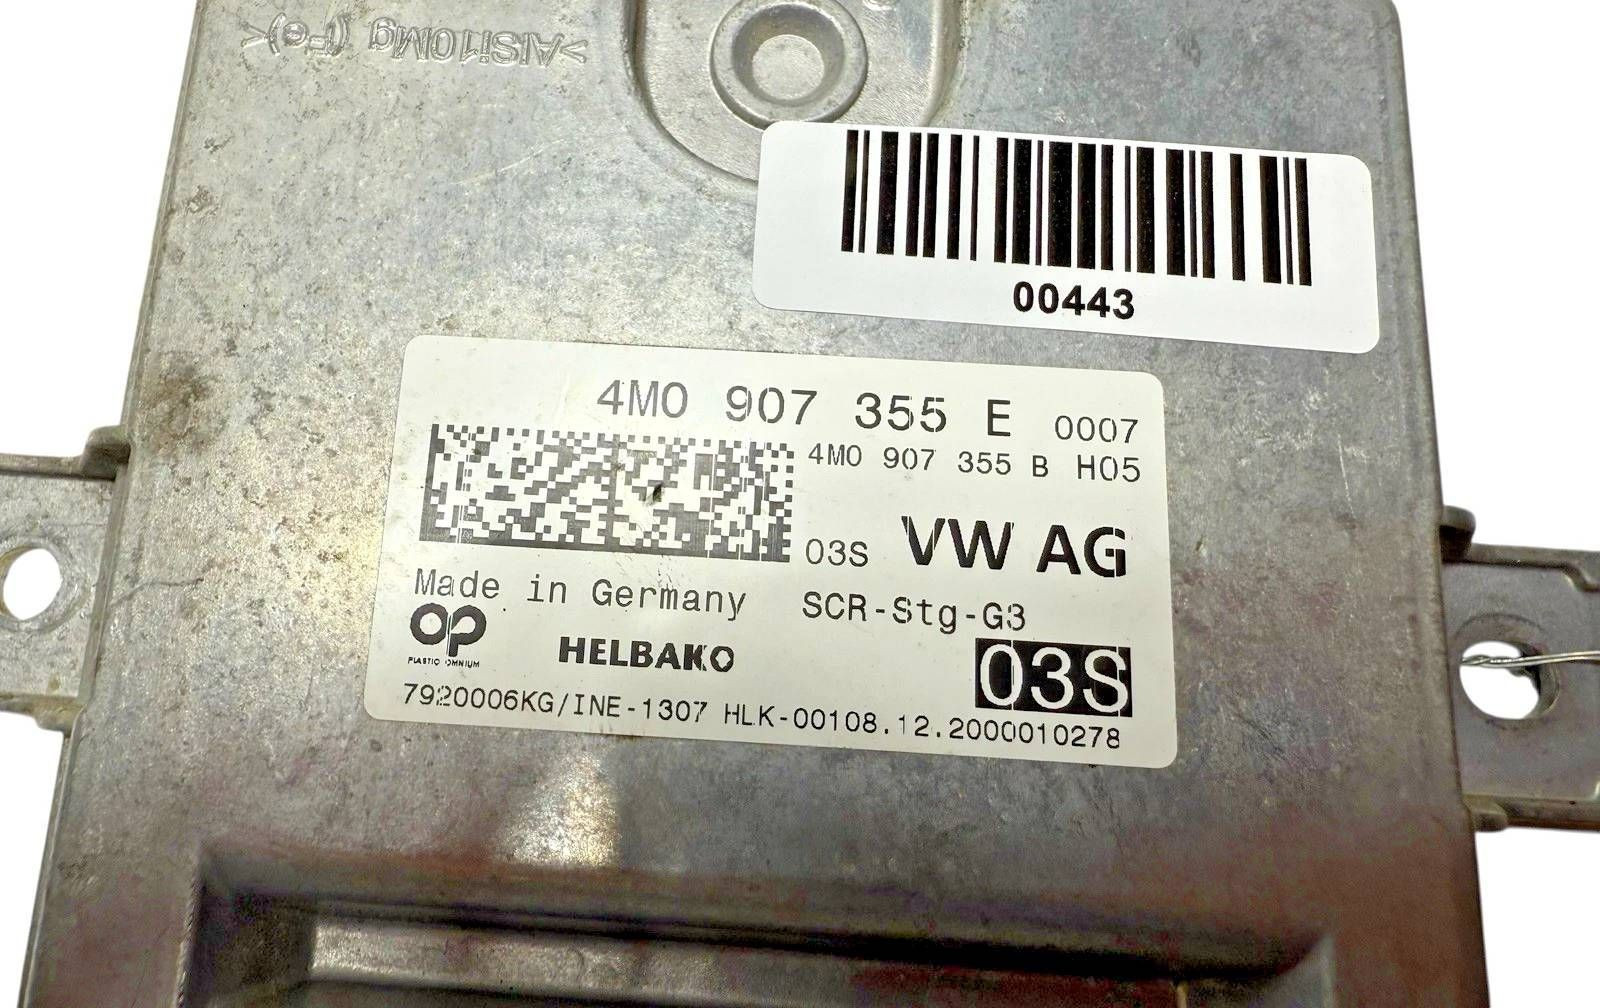 >AlSi10Mg (Fe)<
00443
4M0 907 355 E 0007
4M0 907 355 B H05
03S VW AG
Made in Germany SCR-Stg-G3
OP
PLASTIC OMNIUM
HELBAKO
03S
7920006KG/INE-1307 HLK-00108.12.2000010278